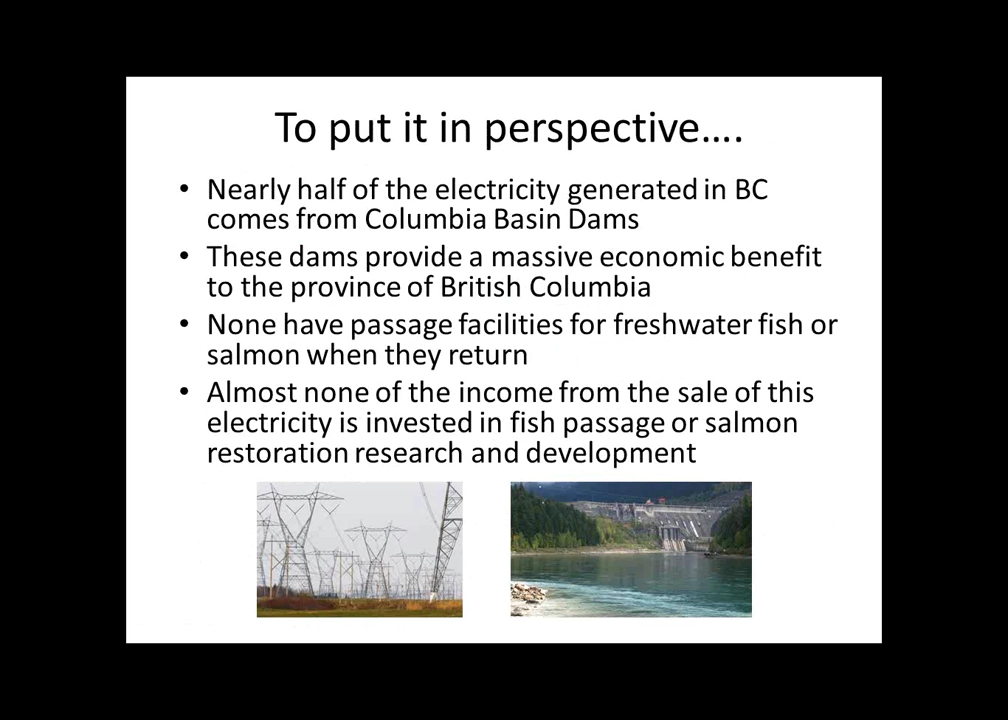 To put it in perspective….
• Nearly half of the electricity generated in BC
comes from Columbia Basin Dams
• These dams provide a massive economic benefit
to the province of British Columbia
• None have passage facilities for freshwater fish or
salmon when they return
• Almost none of the income from the sale of this
electricity is invested in fish passage or salmon
restoration research and development